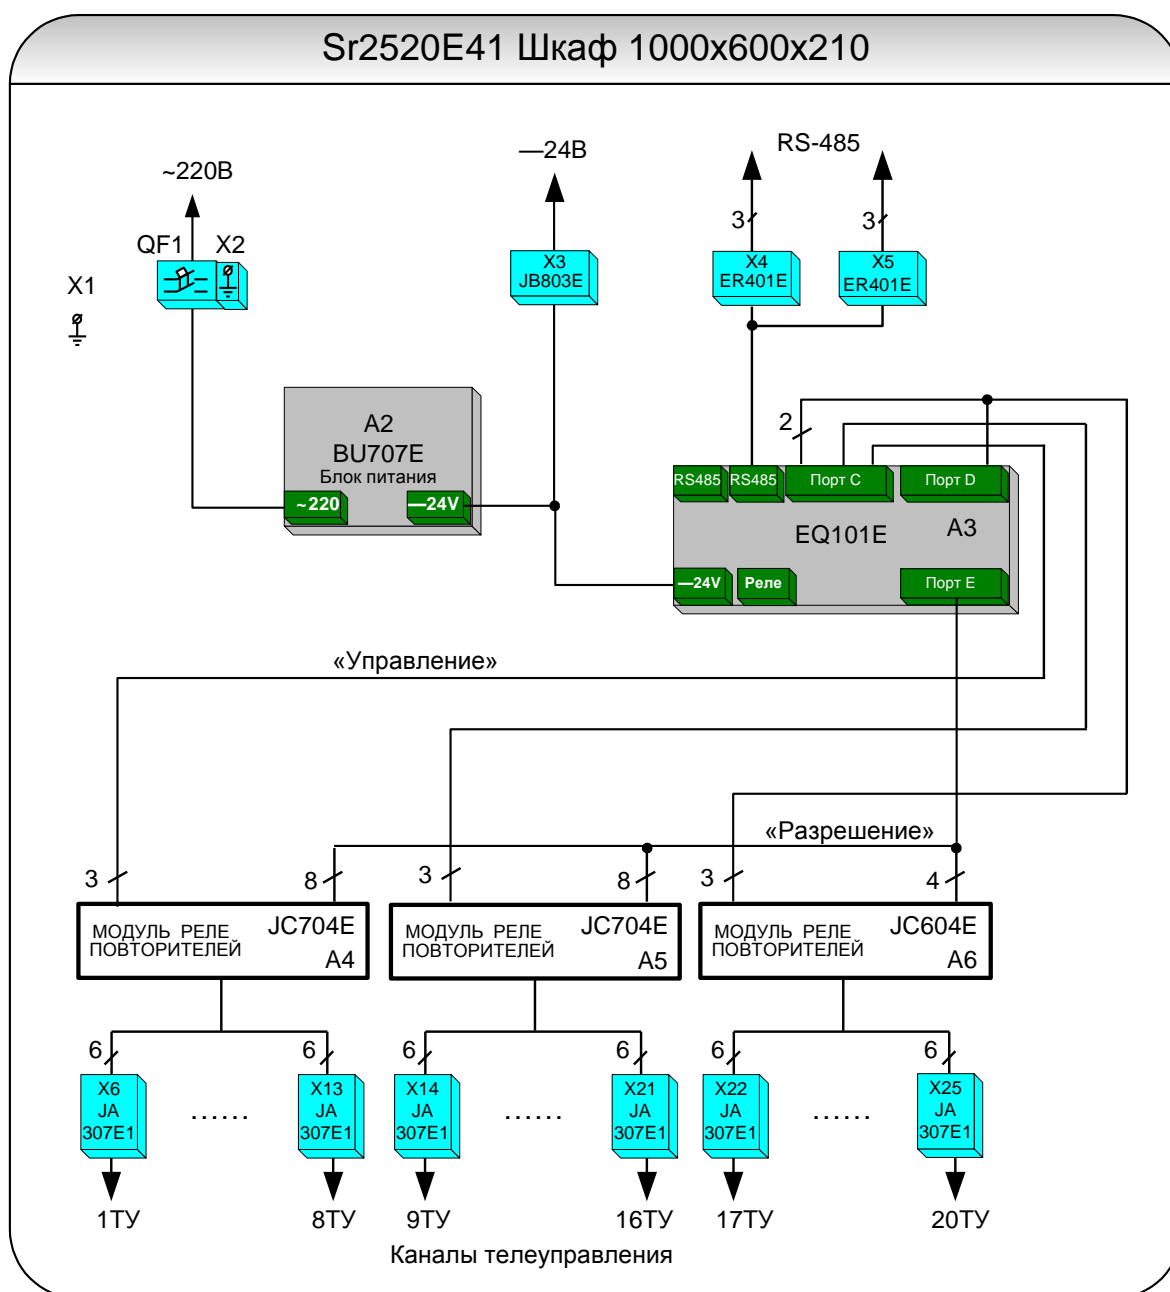 Sr2520E41 Шкаф 1000x600x210
~220В
—24В
RS-485
QF1
X2
X1
X3
JB803E
3
3
X4
ER401E
X5
ER401E
A2
BU707E
Блок питания
~220
—24V
2
RS485
RS485
Порт C
Порт D
EQ101E
A3
—24V
Реле
Порт E
«Управление»
«Разрешение»
3
8
3
8
3
4
МОДУЛЬ РЕЛЕ
ПОВТОРИТЕЛЕЙ
JC704E
A4
МОДУЛЬ РЕЛЕ
ПОВТОРИТЕЛЕЙ
JC704E
A5
МОДУЛЬ РЕЛЕ
ПОВТОРИТЕЛЕЙ
JC604E
A6
6
6
6
6
6
6
X6
JA
307E1
......
X13
JA
307E1
X14
JA
307E1
......
X21
JA
307E1
X22
JA
307E1
......
X25
JA
307E1
1ТУ
8ТУ
9ТУ
16ТУ
17ТУ
20ТУ
Каналы телеуправления